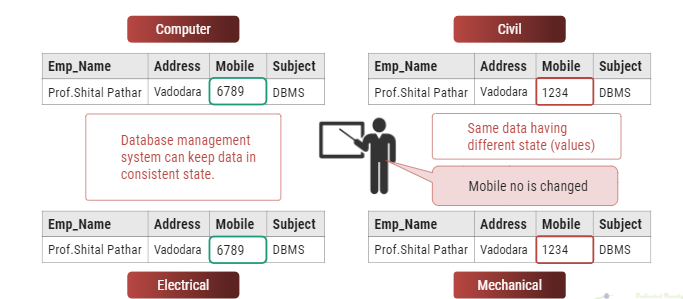 Computer
Civil
Emp_Name Address Mobile Subject
Prof.Shital Pathar Vadodara 6789 DBMS
Emp_Name Address Mobile Subject
Prof.Shital Pathar Vadodara 1234 DBMS
Database management
system can keep data in
consistent state.
Same data having
different state (values)
Mobile no is changed
Emp_Name Address Mobile Subject
Prof.Shital Pathar Vadodara 6789 DBMS
Emp_Name Address Mobile Subject
Prof.Shital Pathar Vadodara 1234 DBMS
Electrical
Mechanical